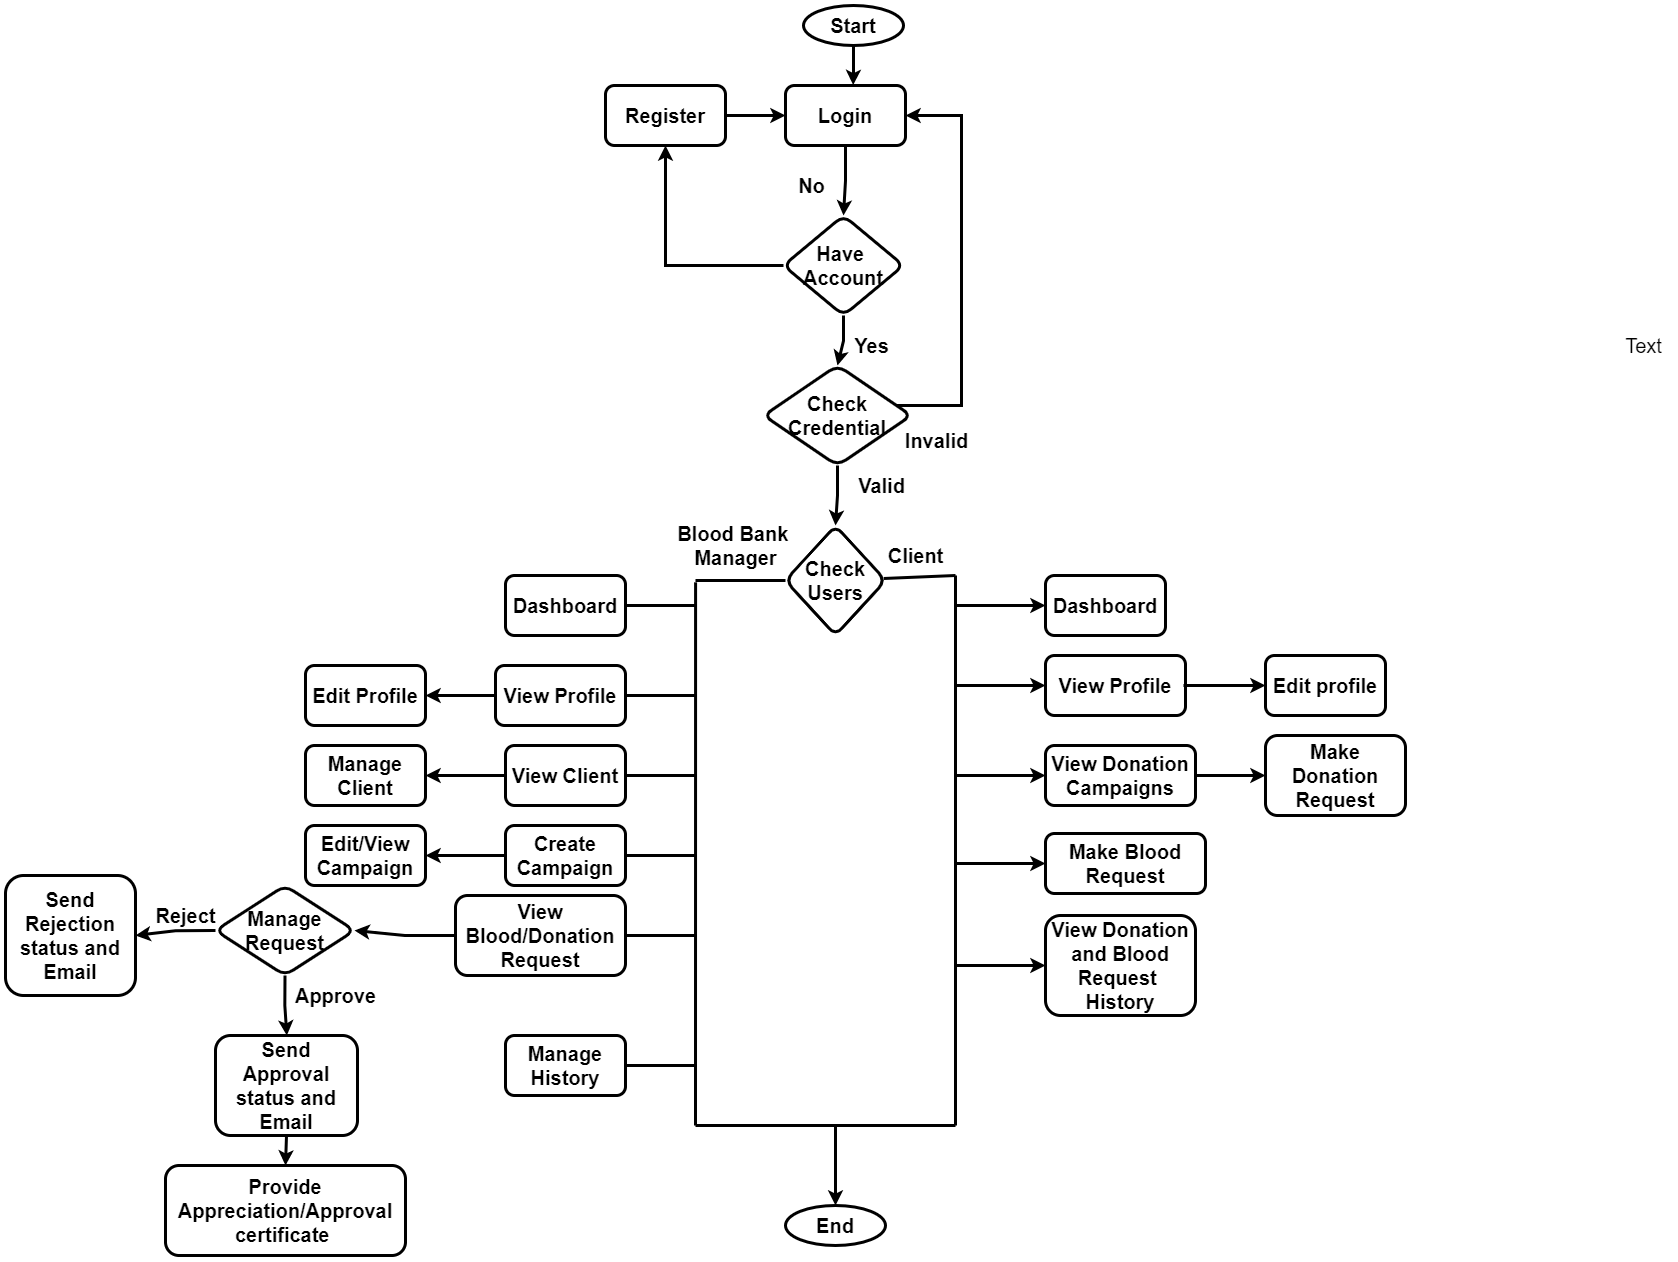 Start
Register
Login
No
Have
Account
Yes
Text
Check
Credential
Invalid
Valid
Blood Bank
Manager
Client
Check
Users
Dashboard
Dashboard
Edit Profile
View Profile
View Profile
Edit profile
Manage
Client
View Client
View Donation
Campaigns
Make
Donation
Request
Edit/View
Campaign
Create
Campaign
Make Blood
Request
Send
Rejection
status and
Email
Reject
Manage
Request
View
Blood/Donation
Request
View Donation
and Blood
Request
History
Approve
Send
Approval
status and
Email
Manage
History
Provide
Appreciation/Approval
certificate
End